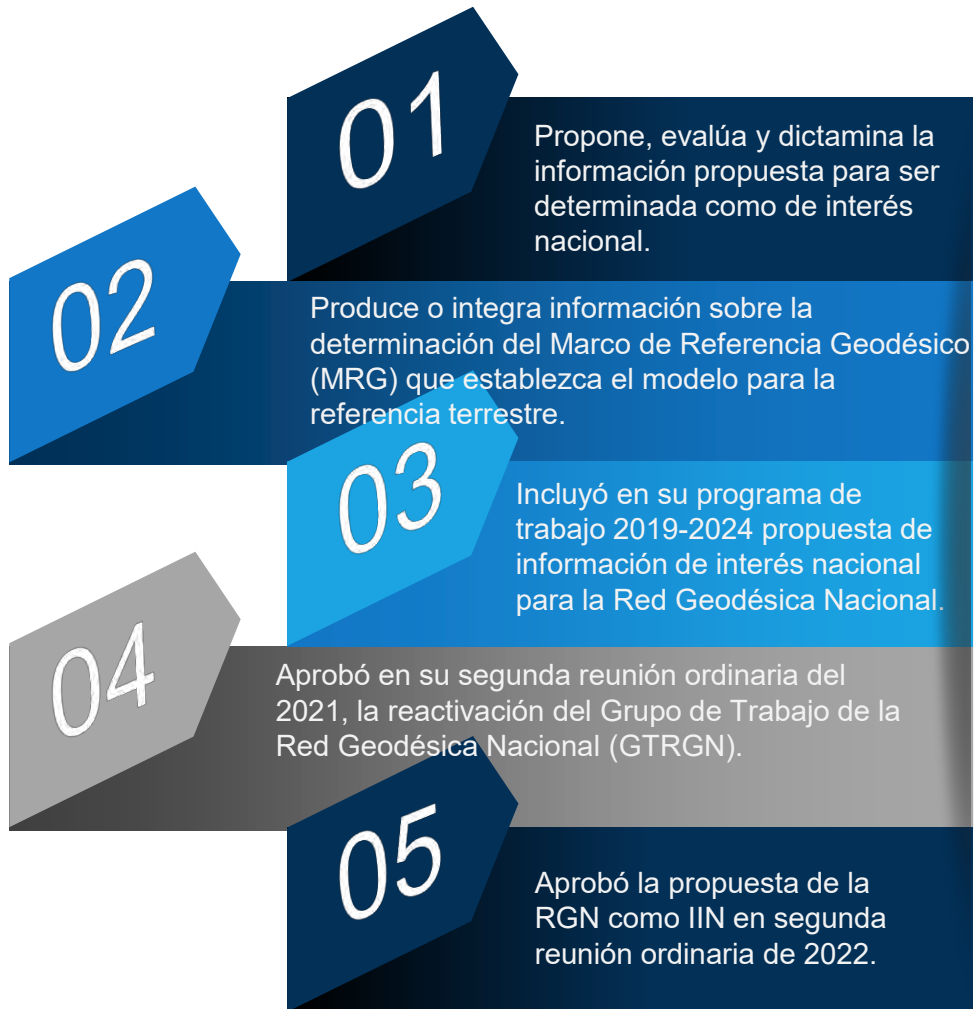 01
Propone, evalúa y dictamina la
información propuesta para ser
determinada como de interés
nacional.
02
Produce o integra información sobre la
determinación del Marco de Referencia Geodésico
(MRG) que establezca el modelo para la
referencia terrestre.
03
Incluyó en su programa de
trabajo 2019-2024 propuesta de
información de interés nacional
para la Red Geodésica Nacional.
04
Aprobó en su segunda reunión ordinaria del
2021, la reactivación del Grupo de Trabajo de la
Red Geodésica Nacional (GTRGN).
05
Aprobó la propuesta de la
RGN como IIN en segunda
reunión ordinaria de 2022.